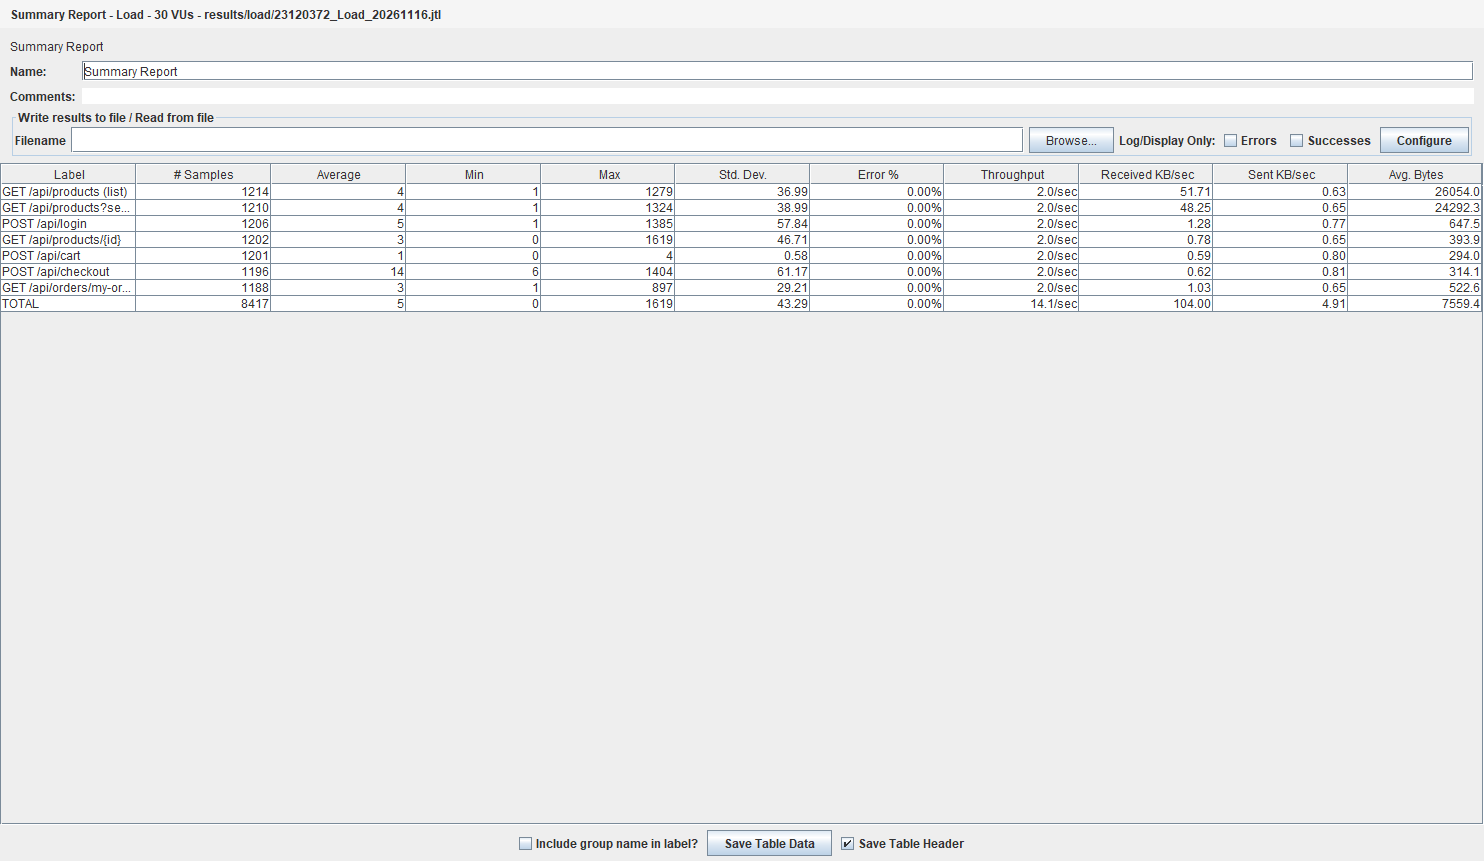 Summary Report - Load - 30 VUs - results/load/23120372_Load_20261116.jtl
Summary Report
Name: Summary Report
Comments:
Write results to file / Read from file
Filename Browse... Log/Display Only: Errors Successes Configure
Label # Samples Average Min Max Std. Dev. Error % Throughput Received KB/sec Sent KB/sec Avg. Bytes
GET /api/products (list) 1214 4 1 1279 36.99 0.00% 2.0/sec 51.71 0.63 26054.0
GET /api/products?se... 1210 4 1 1324 38.99 0.00% 2.0/sec 48.25 0.65 24292.3
POST /api/login 1206 5 1 1385 57.84 0.00% 2.0/sec 1.28 0.77 647.5
GET /api/products/{id} 1202 3 0 1619 46.71 0.00% 2.0/sec 0.78 0.65 393.9
POST /api/cart 1201 1 0 4 0.58 0.00% 2.0/sec 0.59 0.80 294.0
POST /api/checkout 1196 14 6 1404 61.17 0.00% 2.0/sec 0.62 0.81 314.1
GET /api/orders/my-or... 1188 3 1 897 29.21 0.00% 2.0/sec 1.03 0.65 522.6
TOTAL 8417 5 0 1619 43.29 0.00% 14.1/sec 104.00 4.91 7559.4
Include group name in label? Save Table Data Save Table Header